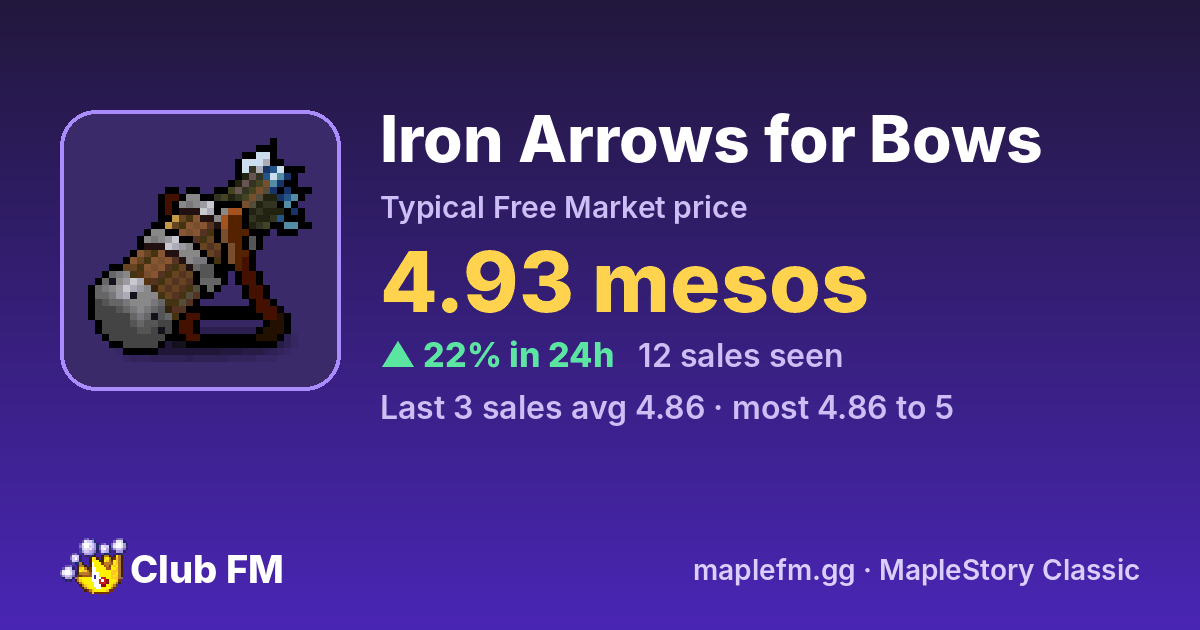 Iron Arrows for Bows
Typical Free Market price
4.93 mesos
▲ 22% in 24h 12 sales seen
Last 3 sales avg 4.86 · most 4.86 to 5
Club FM
maplefm.gg · MapleStory Classic